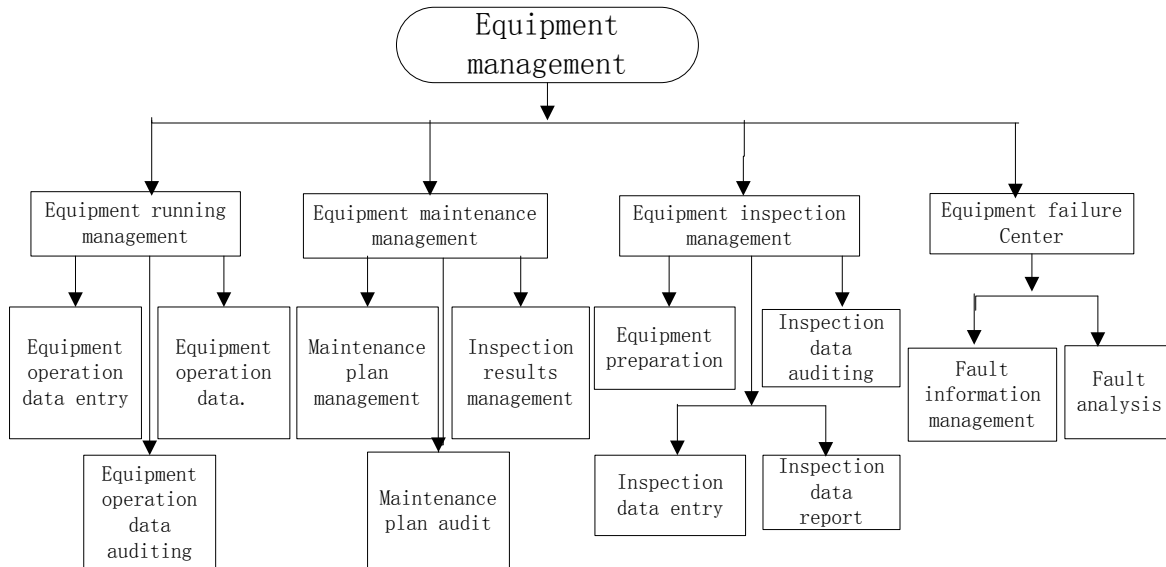 Equipment
management
Equipment running
management
Equipment maintenance
management
Equipment inspection
management
Equipment failure
Center
Equipment
operation
data entry
Equipment
operation
data.
Maintenance
plan
management
Inspection
results
management
Equipment
preparation
Inspection
data
auditing
Fault
information
management
Fault
analysis
Equipment
operation
data
auditing
Maintenance
plan audit
Inspection
data entry
Inspection
data
report